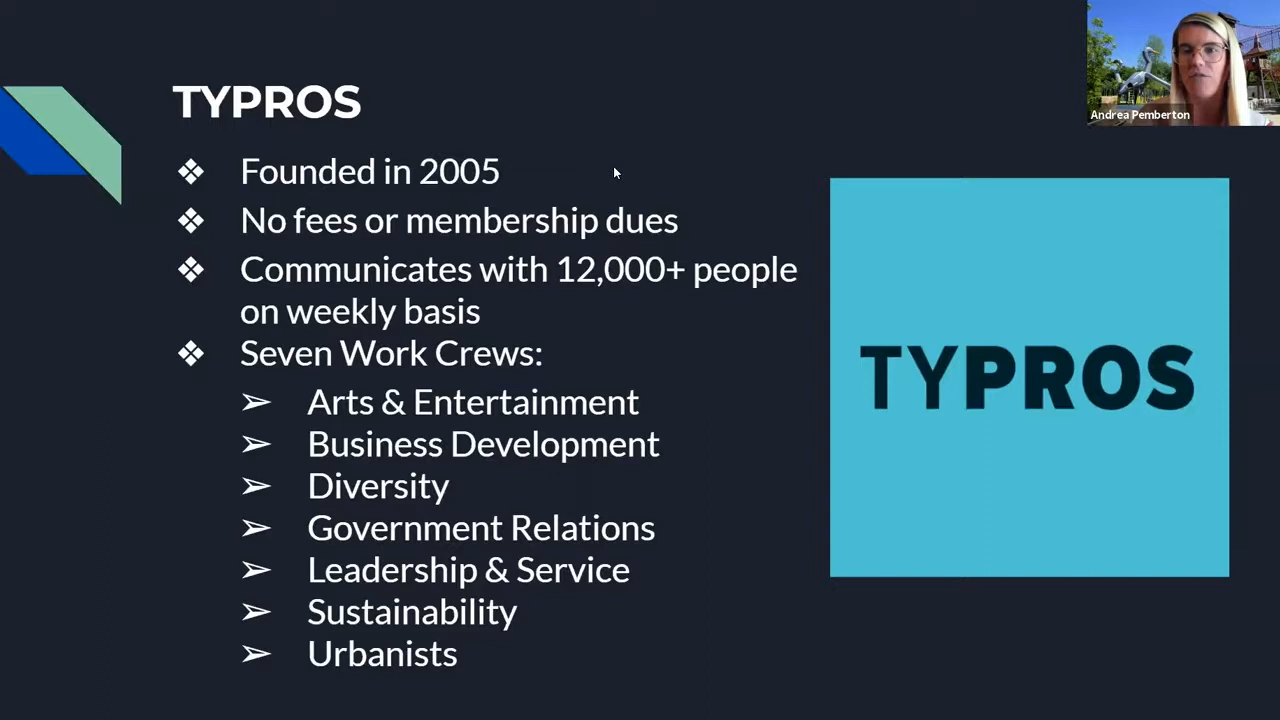 TYPROS
❖ Founded in 2005
❖ No fees or membership dues
❖ Communicates with 12,000+ people
on weekly basis
❖ Seven Work Crews:
➢ Arts & Entertainment
➢ Business Development
➢ Diversity
➢ Government Relations
➢ Leadership & Service
➢ Sustainability
➢ Urbanists
TYPROS
Andrea Pemberton